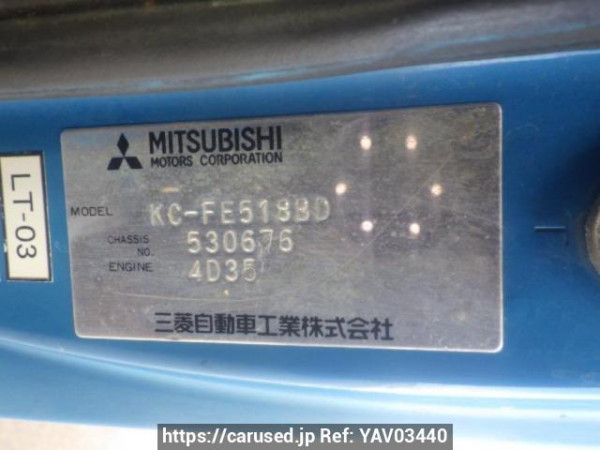 MITSUBISHI
MOTORS CORPORATION
MODEL KC-FE518BD
CHASSIS NO. 530676
ENGINE 4D35
三菱自動車工業株式会社
LT-03
https://carused.jp Ref: YAV03440